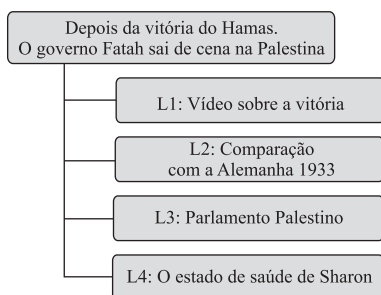 Depois da vitória do Hamas.
O governo Fatah sai de cena na Palestina
L1: Vídeo sobre a vitória
L2: Comparação
com a Alemanha 1933
L3: Parlamento Palestino
L4: O estado de saúde de Sharon